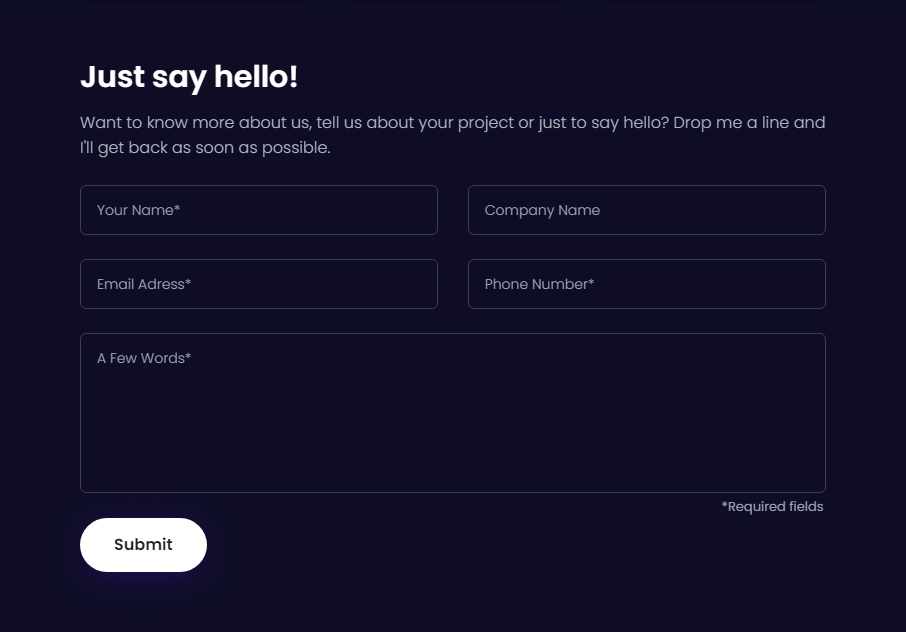 Just say hello!
Want to know more about us, tell us about your project or just to say hello? Drop me a line and
I'll get back as soon as possible.
Your Name*
Company Name
Email Adress*
Phone Number*
A Few Words*
*Required fields
Submit